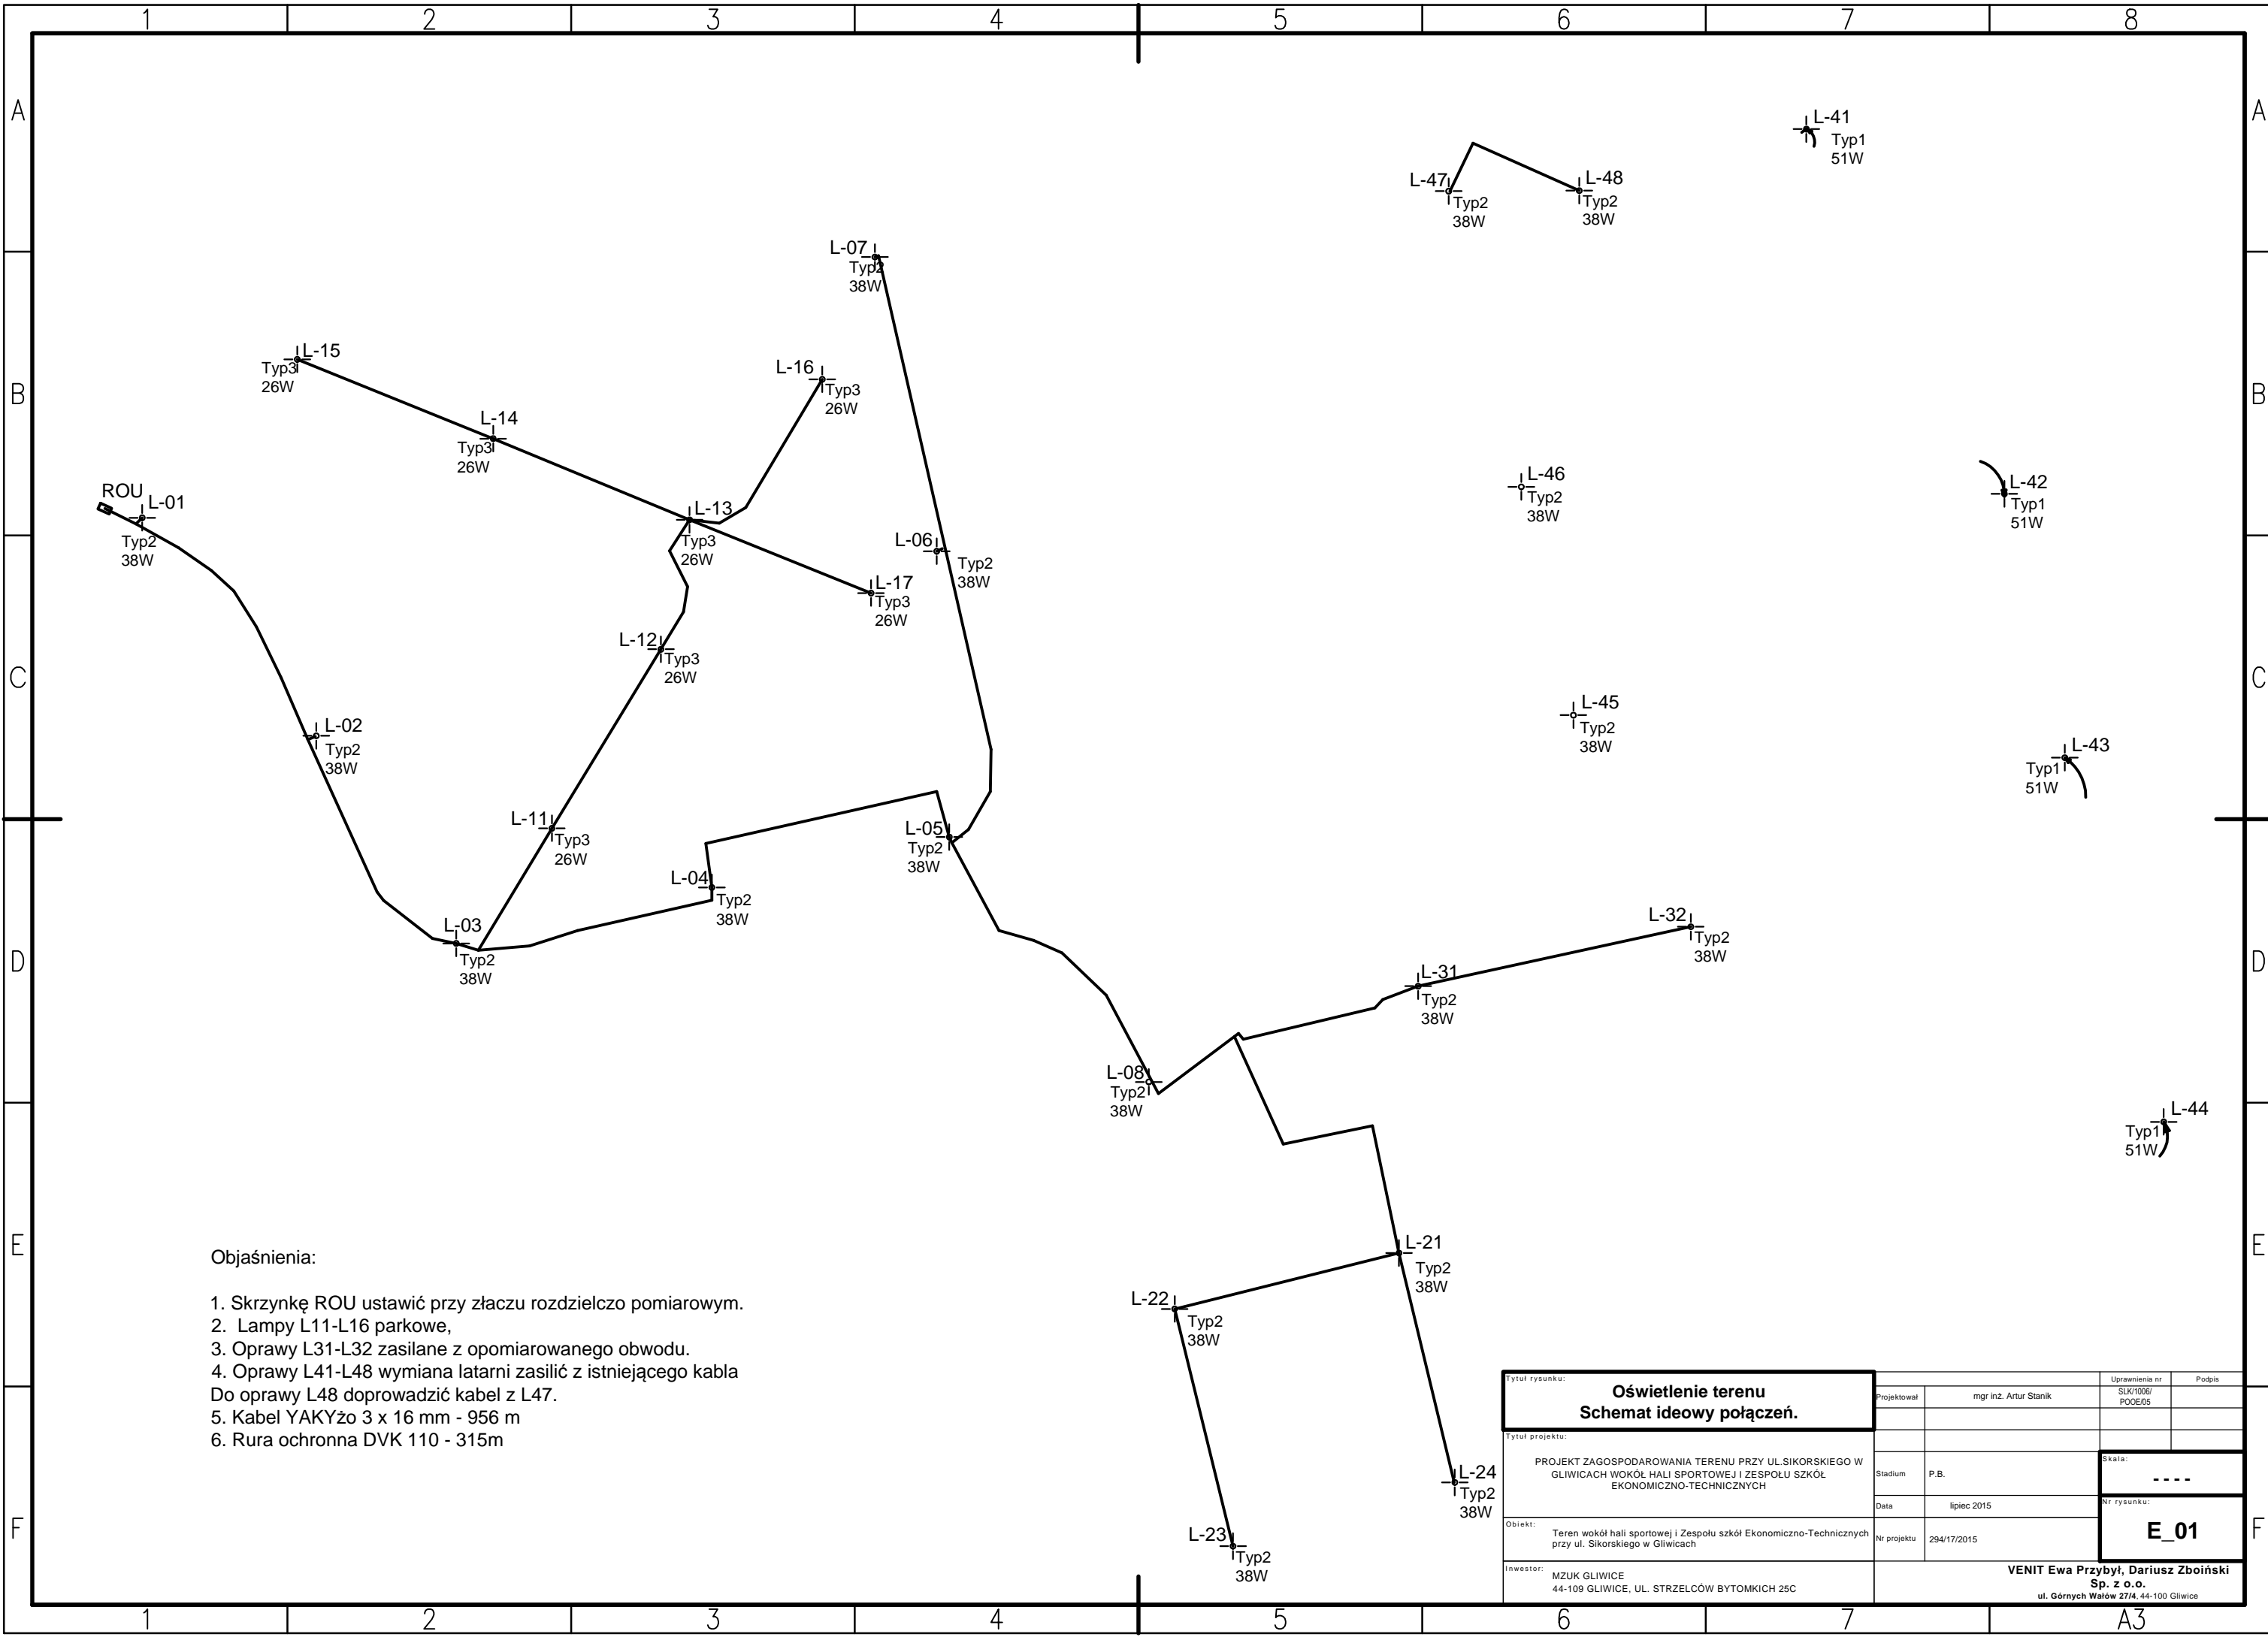 1 2 3 4 5 6 7 8
A A
L-41
Typ1
51W
L-47
Typ2
38W
L-48
Typ2
38W
L-07
Typ2
38W
L-15
Typ3
26W
L-16
Typ3
26W
B B
L-14
Typ3
26W
L-46
Typ2
38W
L-42
Typ1
51W
ROU
L-01
Typ2
38W
L-13
Typ3
26W
L-06
Typ2
38W
L-17
Typ3
26W
L-12
Typ3
26W
C C
L-02
Typ2
38W
L-45
Typ2
38W
L-43
Typ1
51W
L-11
Typ3
26W
L-05
Typ2
38W
L-04
Typ2
38W
L-03
Typ2
38W
L-32
Typ2
38W
D D
L-31
Typ2
38W
L-08
Typ2
38W
L-44
Typ1
51W
E E
L-21
Typ2
38W
L-22
Typ2
38W
L-24
Typ2
38W
L-23
Typ2
38W
Objaśnienia:
1. Skrzynkę ROU ustawić przy złaczu rozdzielczo pomiarowym.
2. Lampy L11-L16 parkowe,
3. Oprawy L31-L32 zasilane z opomiarowanego obwodu.
4. Oprawy L41-L48 wymiana latarni zasilić z istniejącego kabla
Do oprawy L48 doprowadzić kabel z L47.
5. Kabel YAKYżo 3 x 16 mm - 956 m
6. Rura ochronna DVK 110 - 315m
F F
Tytuł rysunku:
Oświetlenie terenu
Schemat ideowy połączeń.
Uprawnienia nr Podpis
Projektował mgr inż. Artur Stanik SLK/1006/
POOE/05
Tytuł projektu:
PROJEKT ZAGOSPODAROWANIA TERENU PRZY UL.SIKORSKIEGO W
GLIWICACH WOKÓŁ HALI SPORTOWEJ I ZESPOŁU SZKÓŁ
EKONOMICZNO-TECHNICZNYCH
Stadium P.B.
Skala:
- - - -
Data lipiec 2015
Nr rysunku:
E_01
Obiekt:
Teren wokół hali sportowej i Zespołu szkół Ekonomiczno-Technicznych
przy ul. Sikorskiego w Gliwicach
Nr projektu 294/17/2015
Inwestor:
MZUK GLIWICE
44-109 GLIWICE, UL. STRZELCÓW BYTOMKICH 25C
VENIT Ewa Przybył, Dariusz Zboiński
Sp. z o.o.
ul. Górnych Wałów 27/4, 44-100 Gliwice
1 2 3 4 5 6 7 A3